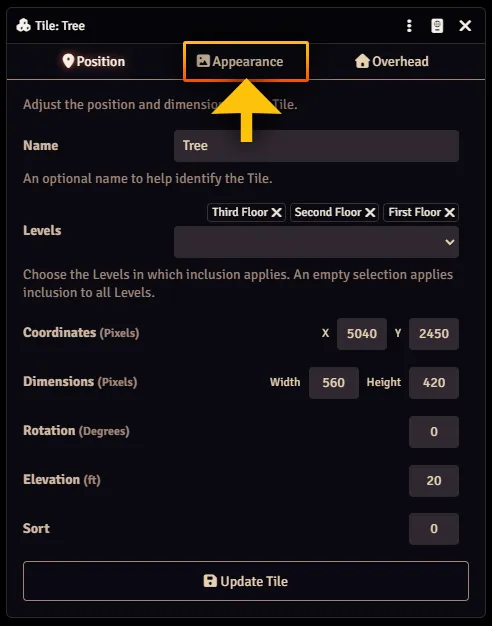 Tile: Tree
Position
Appearance
Overhead
Adjust the position and dimension Tile.
Name
Tree
An optional name to help identify the Tile.
Third Floor Second Floor First Floor
Levels
Choose the Levels in which inclusion applies. An empty selection applies
inclusion to all Levels.
Coordinates (Pixels) X 5040 Y 2450
Dimensions (Pixels) Width 560 Height 420
Rotation (Degrees) 0
Elevation (ft) 20
Sort 0
Update Tile